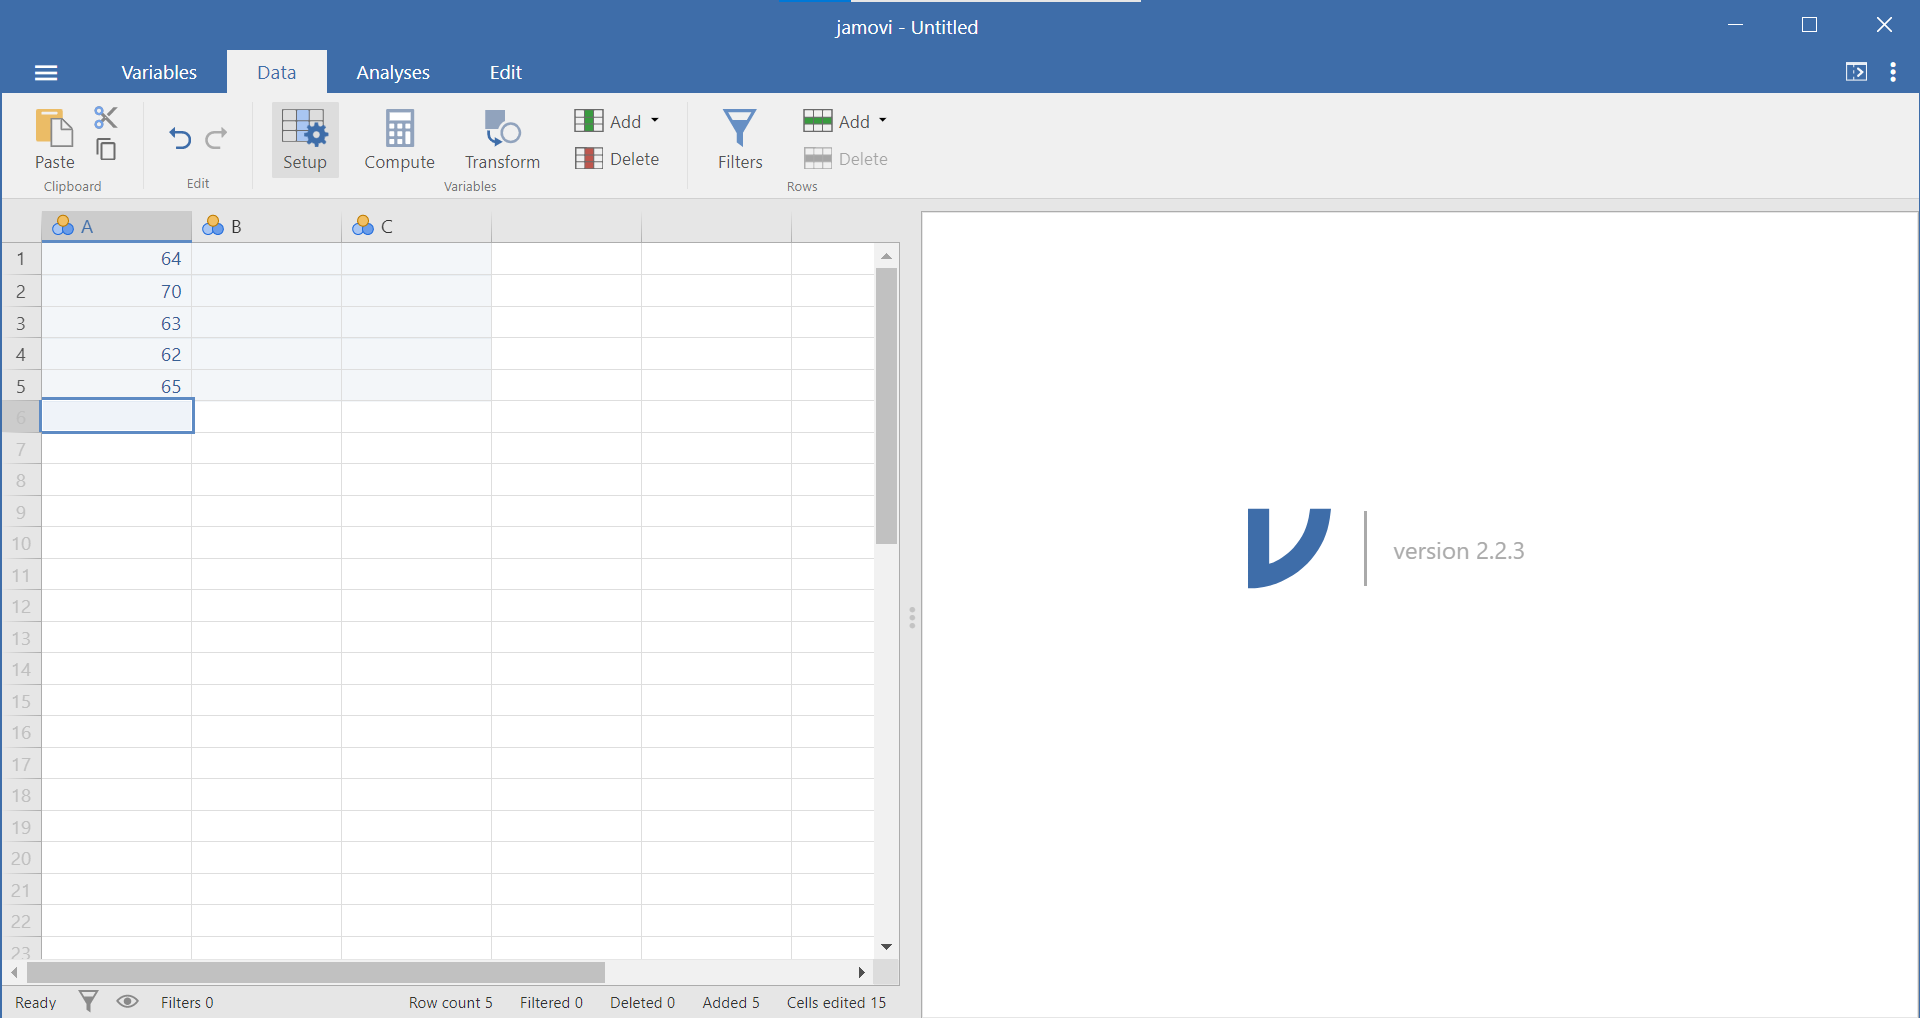 jamovi - Untitled
Variables Data Analyses Edit
Paste
Clipboard
Edit
Setup Compute Transform
Add
Delete
Variables
Filters
Add
Delete
Rows
A B C
1 64
2 70
3 63
4 62
5 65
6
7
8
9
10
11
12
13
14
15
16
17
18
19
20
21
22
23
version 2.2.3
Ready Filters 0 Row count 5 Filtered 0 Deleted 0 Added 5 Cells edited 15